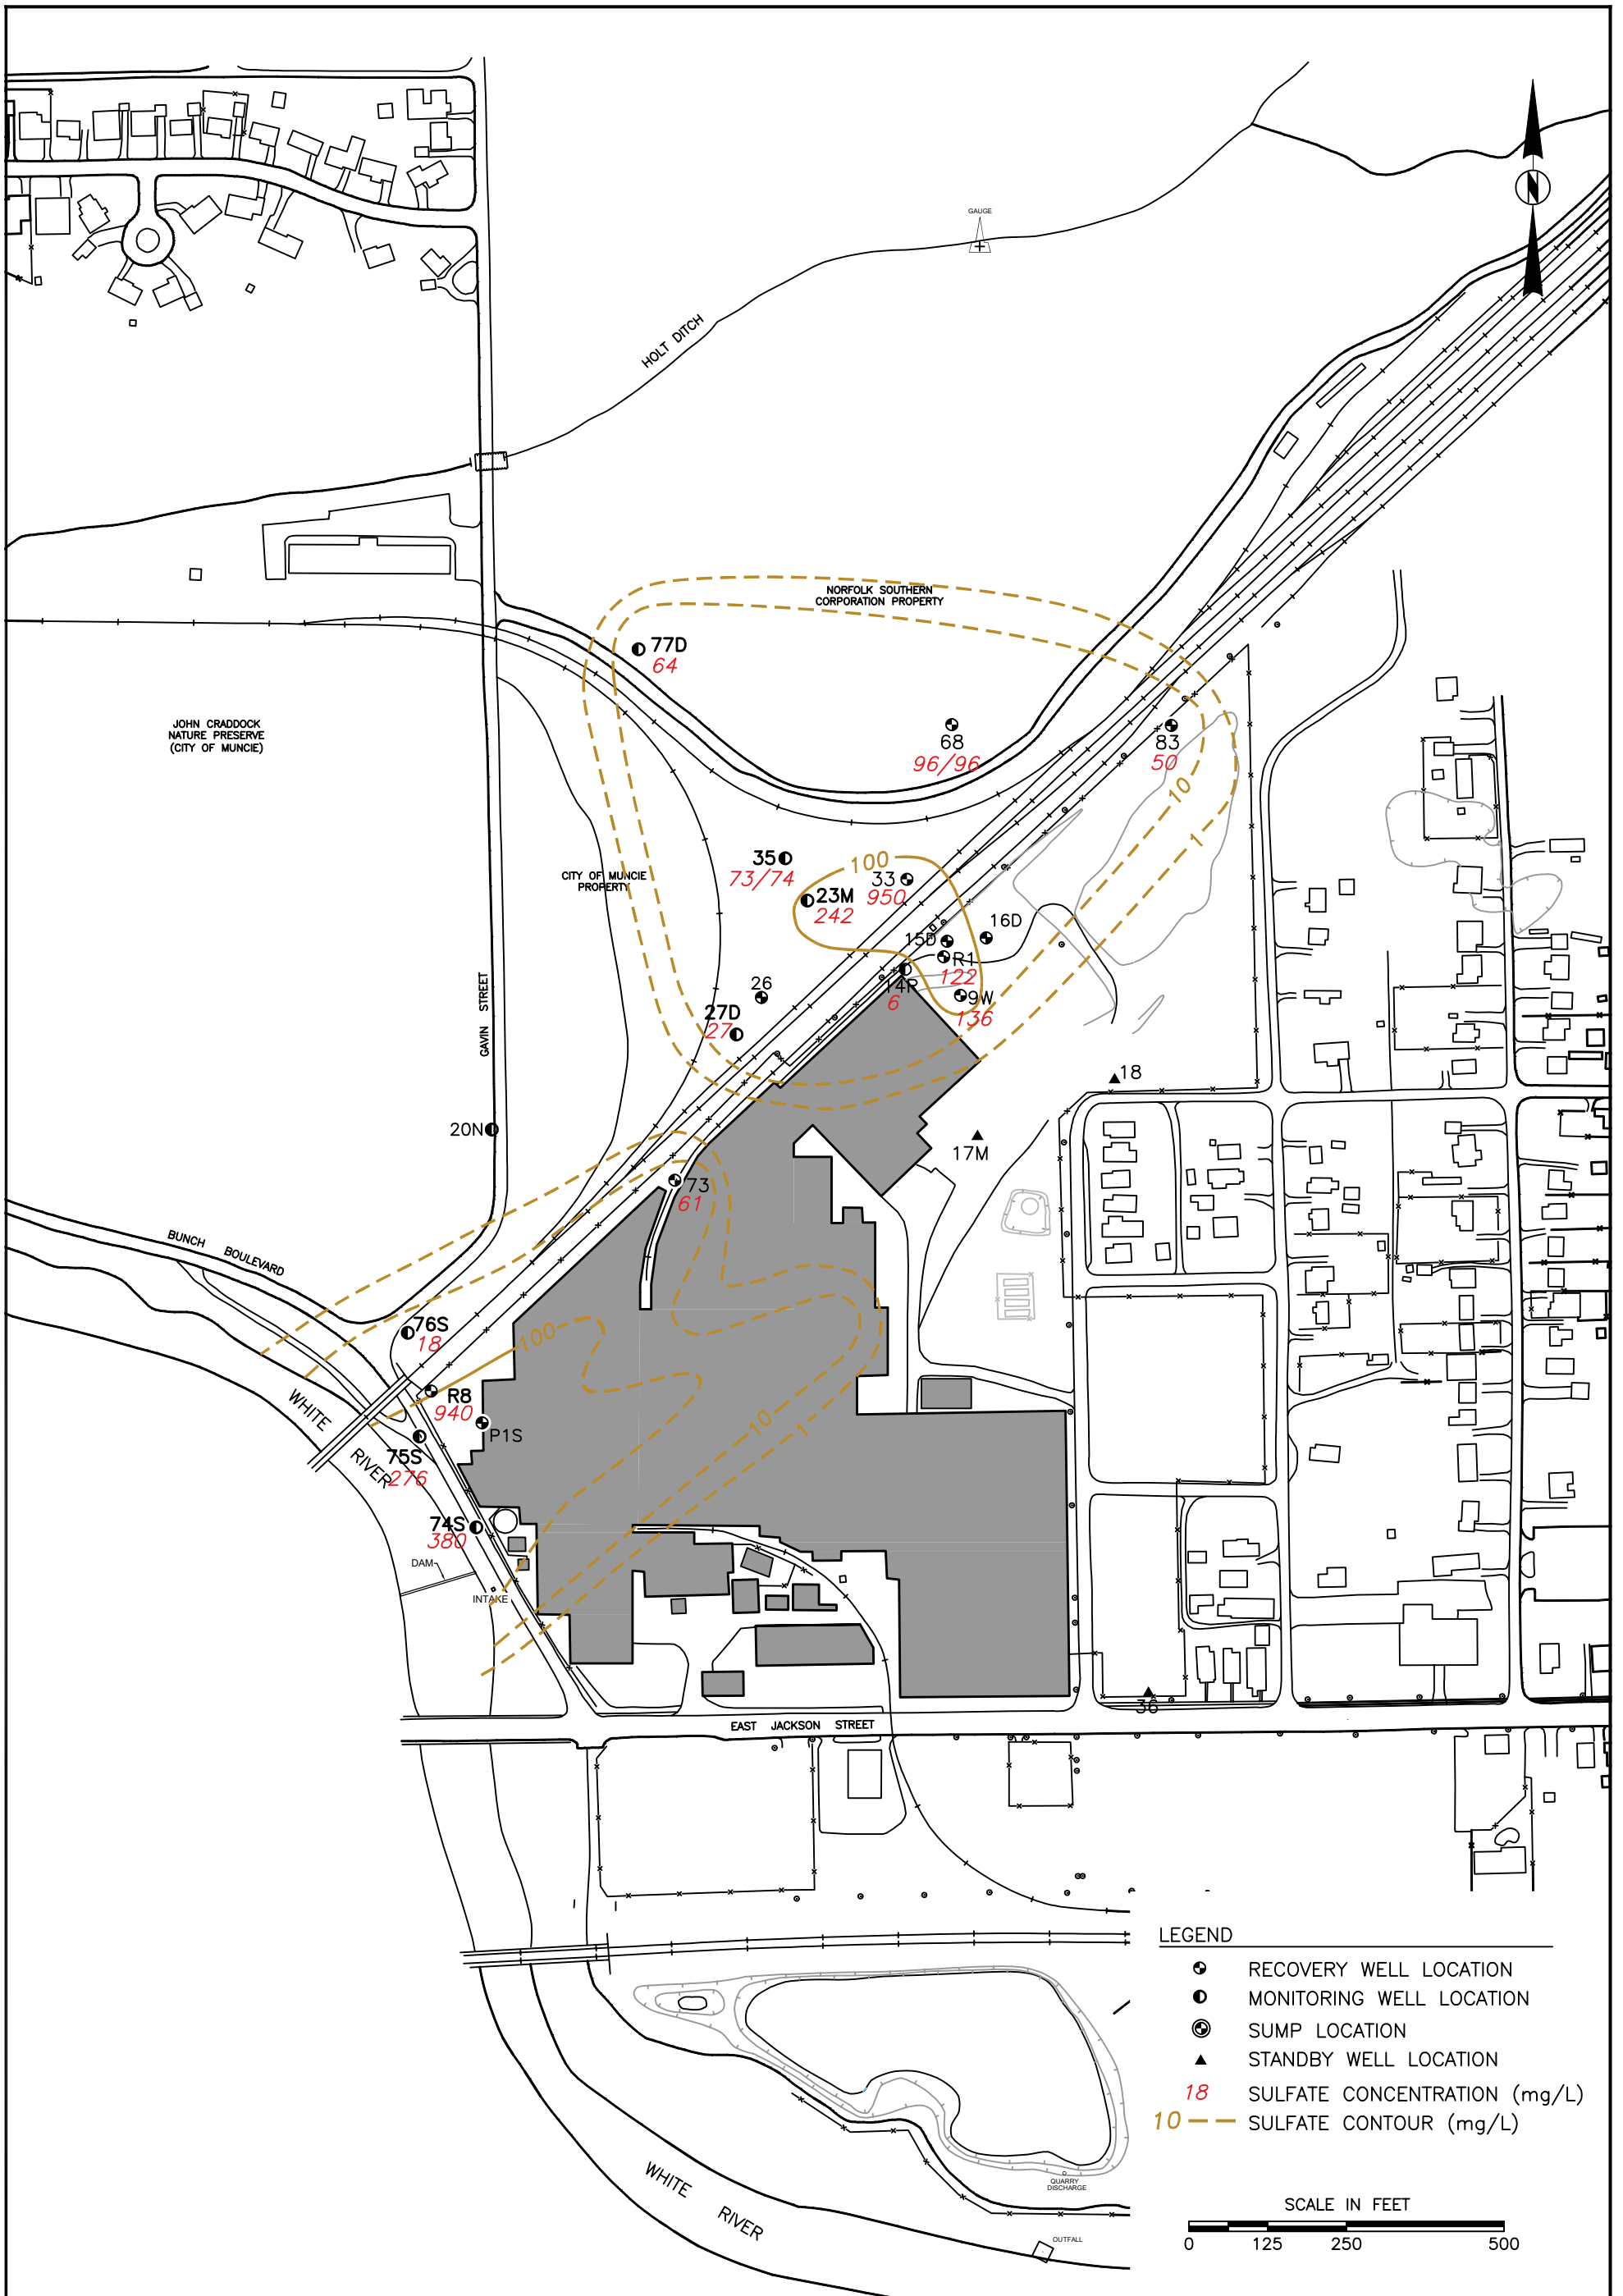 GAUGE
N
HOLT DITCH
NORFOLK SOUTHERN
CORPORATION PROPERTY
77D
64
JOHN CRADDOCK
NATURE PRESERVE
(CITY OF MUNCIE)
68
96/96
83
50
10
1
35
73/74
100
CITY OF MUNCIE
PROPERTY
33
950
23M
242
16D
15D
R1
122
14R
6
9W
136
26
27D
27
GAVIN STREET
18
20N
17M
73
61
BUNCH BOULEVARD
76S
18
100
WHITE
RIVER
R8
940
P1S
10
1
75S
276
74S
380
DAM
INTAKE
36
EAST JACKSON STREET
LEGEND
RECOVERY WELL LOCATION
MONITORING WELL LOCATION
SUMP LOCATION
STANDBY WELL LOCATION
18 SULFATE CONCENTRATION (mg/L)
10 SULFATE CONTOUR (mg/L)
QUARRY
DISCHARGE
WHITE
RIVER
OUTFALL
SCALE IN FEET
0 125 250 500